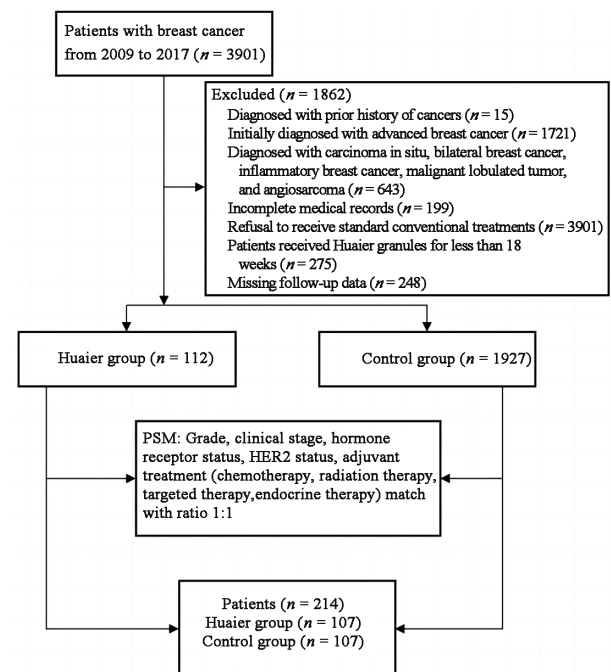 Patients with breast cancer
from 2009 to 2017 (n = 3901)
Excluded (n = 1862)
Diagnosed with prior history of cancers (n = 15)
Initially diagnosed with advanced breast cancer (n = 1721)
Diagnosed with carcinoma in situ, bilateral breast cancer,
inflammatory breast cancer, malignant lobulated tumor,
and angiosarcoma (n = 643)
Incomplete medical records (n = 199)
Refusal to receive standard conventional treatments (n = 3901)
Patients received Huaier granules for less than 18
weeks (n = 275)
Missing follow-up data (n = 248)
Huaier group (n = 112)
Control group (n = 1927)
PSM: Grade, clinical stage, hormone
receptor status, HER2 status, adjuvant
treatment (chemotherapy, radiation therapy,
targeted therapy,endocrine therapy) match
with ratio 1:1
Patients (n = 214)
Huaier group (n = 107)
Control group (n = 107)